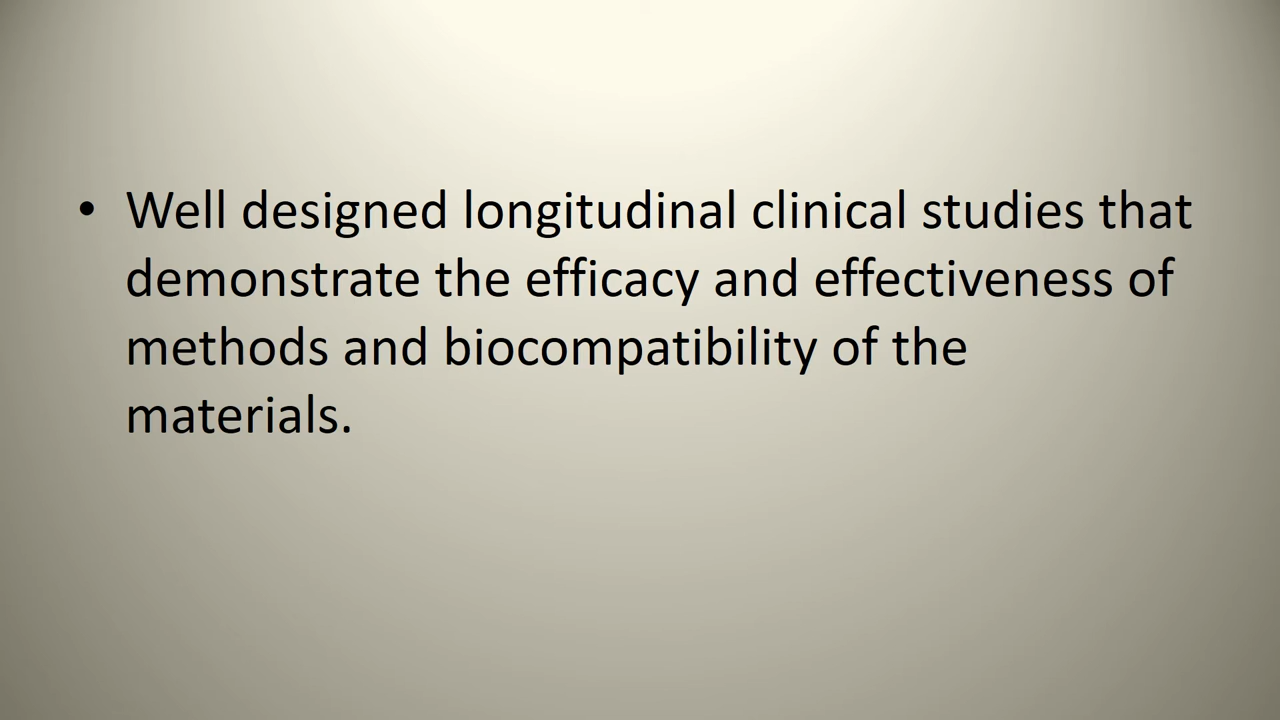 • Well designed longitudinal clinical studies that
demonstrate the efficacy and effectiveness of
methods and biocompatibility of the
materials.